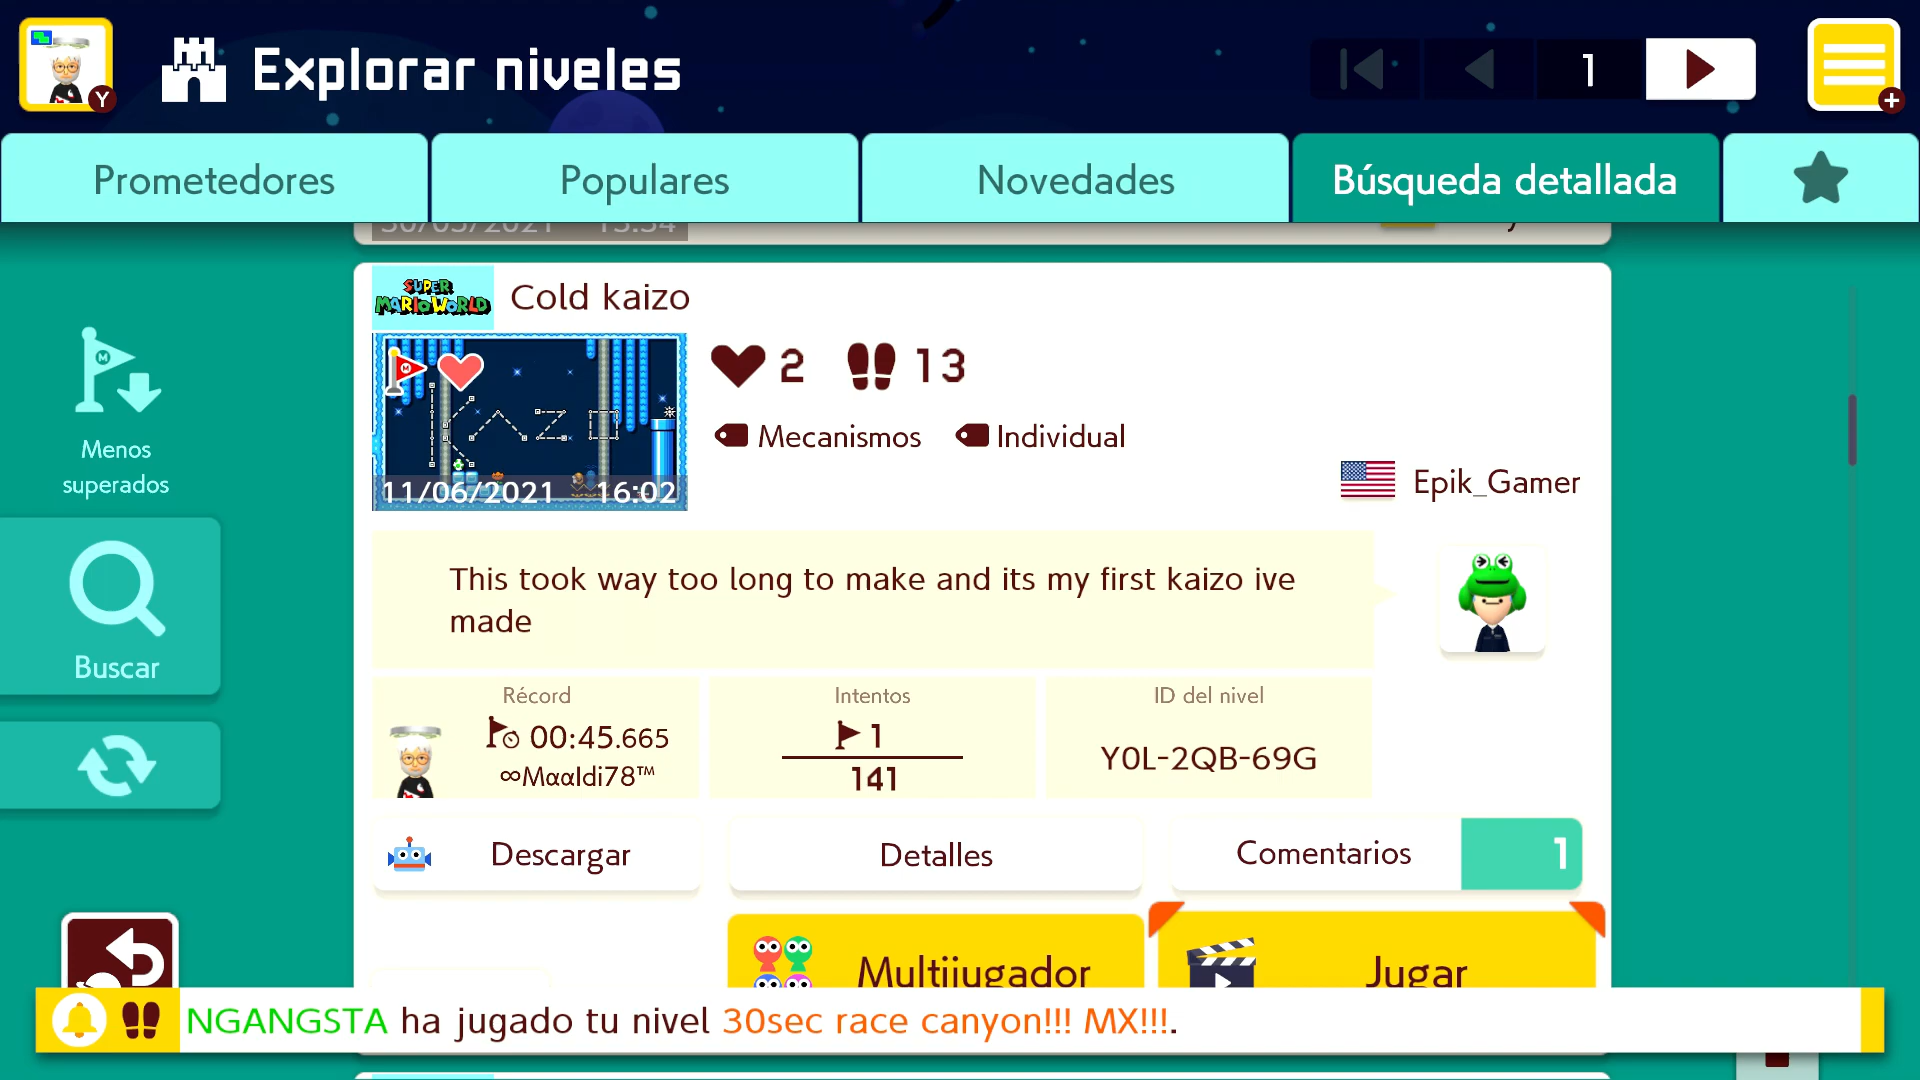 Y
Explorar niveles
1
+
Prometedores
Populares
Novedades
Búsqueda detallada
SUPER
MARIO WORLD
Cold kaizo
M
2
13
Mecanismos
Individual
11/06/2021 16:02
Epik_Gamer
Menos
superados
This took way too long to make and its my first kaizo ive
made
Buscar
Récord
00:45.665
∞Mααldi78™
Intentos
1
141
ID del nivel
Y0L-2QB-69G
Descargar
Detalles
Comentarios
1
Multijugador
Jugar
NGANGSTA ha jugado tu nivel 30sec race canyon!!! MX!!!.